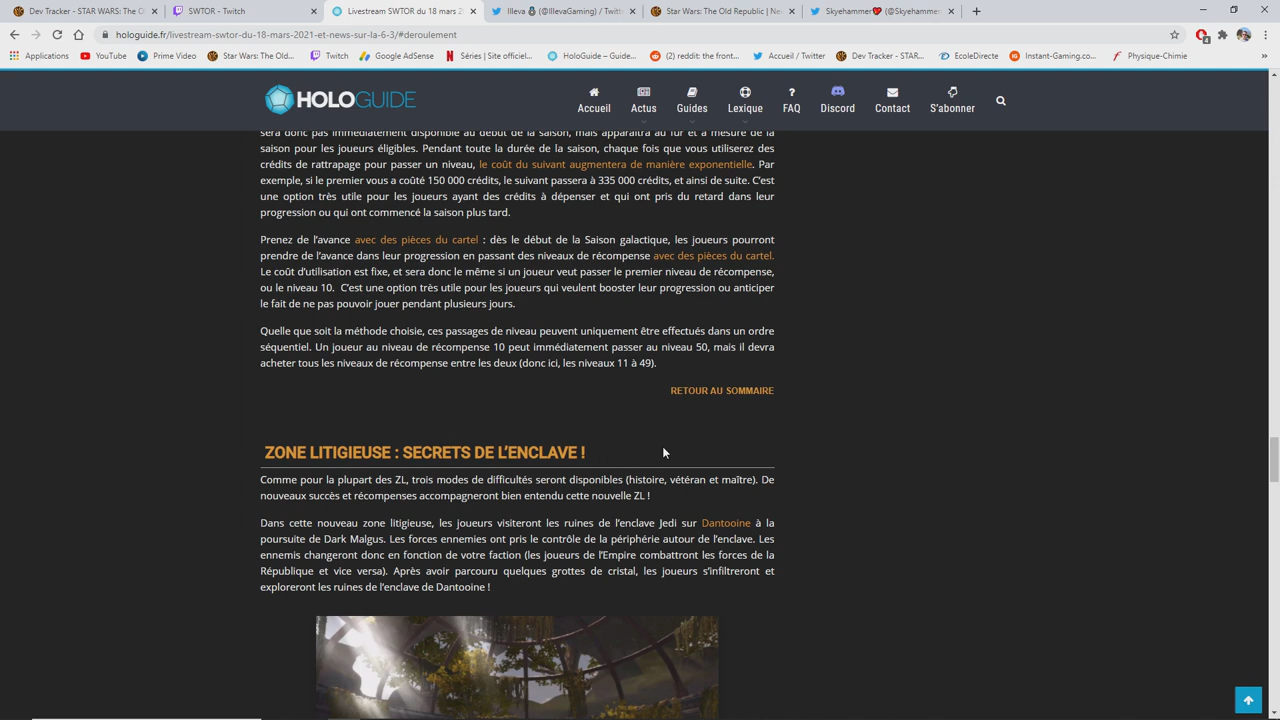 Dev Tracker - STAR WARS: The O
SWTOR - Twitch
Livestream SWTOR du 18 mars 2
Illeva (@IllevaGaming) / Twitt
Star Wars: The Old Republic | Ne
Skyehammer (@Skyehammer
hologuide.fr/livestream-swtor-du-18-mars-2021-et-news-sur-la-6-3/#deroulement
4
Applications
YouTube
Prime Video
Star Wars: The Old...
Twitch
Google AdSense
Séries | Site officiel...
HoloGuide – Guide...
(2) reddit: the front...
Accueil / Twitter
Dev Tracker - STAR...
EcoleDirecte
Instant-Gaming.co...
Physique-Chimie
»
HOLOGUIDE
Accueil
Actus
Guides
Lexique
FAQ
Discord
Contact
S'abonner
sera donc pas immédiatement disponible au début de la saison, mais apparaîtra au fur et à mesure de la
saison pour les joueurs éligibles. Pendant toute la durée de la saison, chaque fois que vous utiliserez des
crédits de rattrapage pour passer un niveau, le coût du suivant augmentera de manière exponentielle. Par
exemple, si le premier vous a coûté 150 000 crédits, le suivant passera à 335 000 crédits, et ainsi de suite. C'est
une option très utile pour les joueurs ayant des crédits à dépenser et qui ont pris du retard dans leur
progression ou qui ont commencé la saison plus tard.
Prenez de l'avance avec des pièces du cartel : dès le début de la Saison galactique, les joueurs pourront
prendre de l'avance dans leur progression en passant des niveaux de récompense avec des pièces du cartel.
Le coût d'utilisation est fixe, et sera donc le même si un joueur veut passer le premier niveau de récompense,
ou le niveau 10. C'est une option très utile pour les joueurs qui veulent booster leur progression ou anticiper
le fait de ne pas pouvoir jouer pendant plusieurs jours.
Quelle que soit la méthode choisie, ces passages de niveau peuvent uniquement être effectués dans un ordre
séquentiel. Un joueur au niveau de récompense 10 peut immédiatement passer au niveau 50, mais il devra
acheter tous les niveaux de récompense entre les deux (donc ici, les niveaux 11 à 49).
RETOUR AU SOMMAIRE
ZONE LITIGIEUSE : SECRETS DE L'ENCLAVE !
Comme pour la plupart des ZL, trois modes de difficultés seront disponibles (histoire, vétéran et maître). De
nouveaux succès et récompenses accompagneront bien entendu cette nouvelle ZL !
Dans cette nouveau zone litigieuse, les joueurs visiteront les ruines de l'enclave Jedi sur Dantooine à la
poursuite de Dark Malgus. Les forces ennemies ont pris le contrôle de la périphérie autour de l'enclave. Les
ennemis changeront donc en fonction de votre faction (les joueurs de l'Empire combattront les forces de la
République et vice versa). Après avoir parcouru quelques grottes de cristal, les joueurs s'infiltreront et
exploreront les ruines de l'enclave de Dantooine !